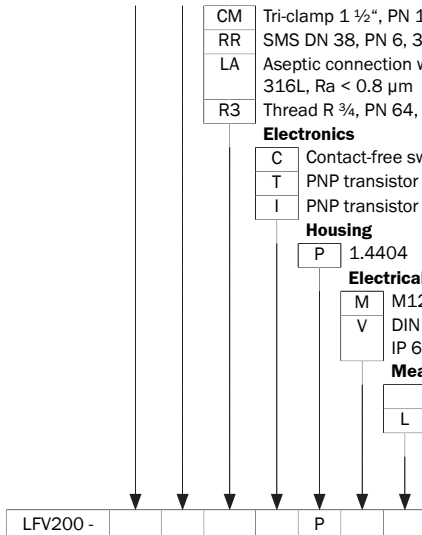 CM Tri-clamp 1 ½“, PN 1
RR SMS DN 38, PN 6, 3
LA Aseptic connection
316L, Ra < 0.8 µm
R3 Thread R ¾, PN 64,
Electronics
C Contact-free
T PNP transistor
I PNP transistor
Housing
P 1.4404
Electrical
M M12
V DIN
IP 6
L
LFV200 - P